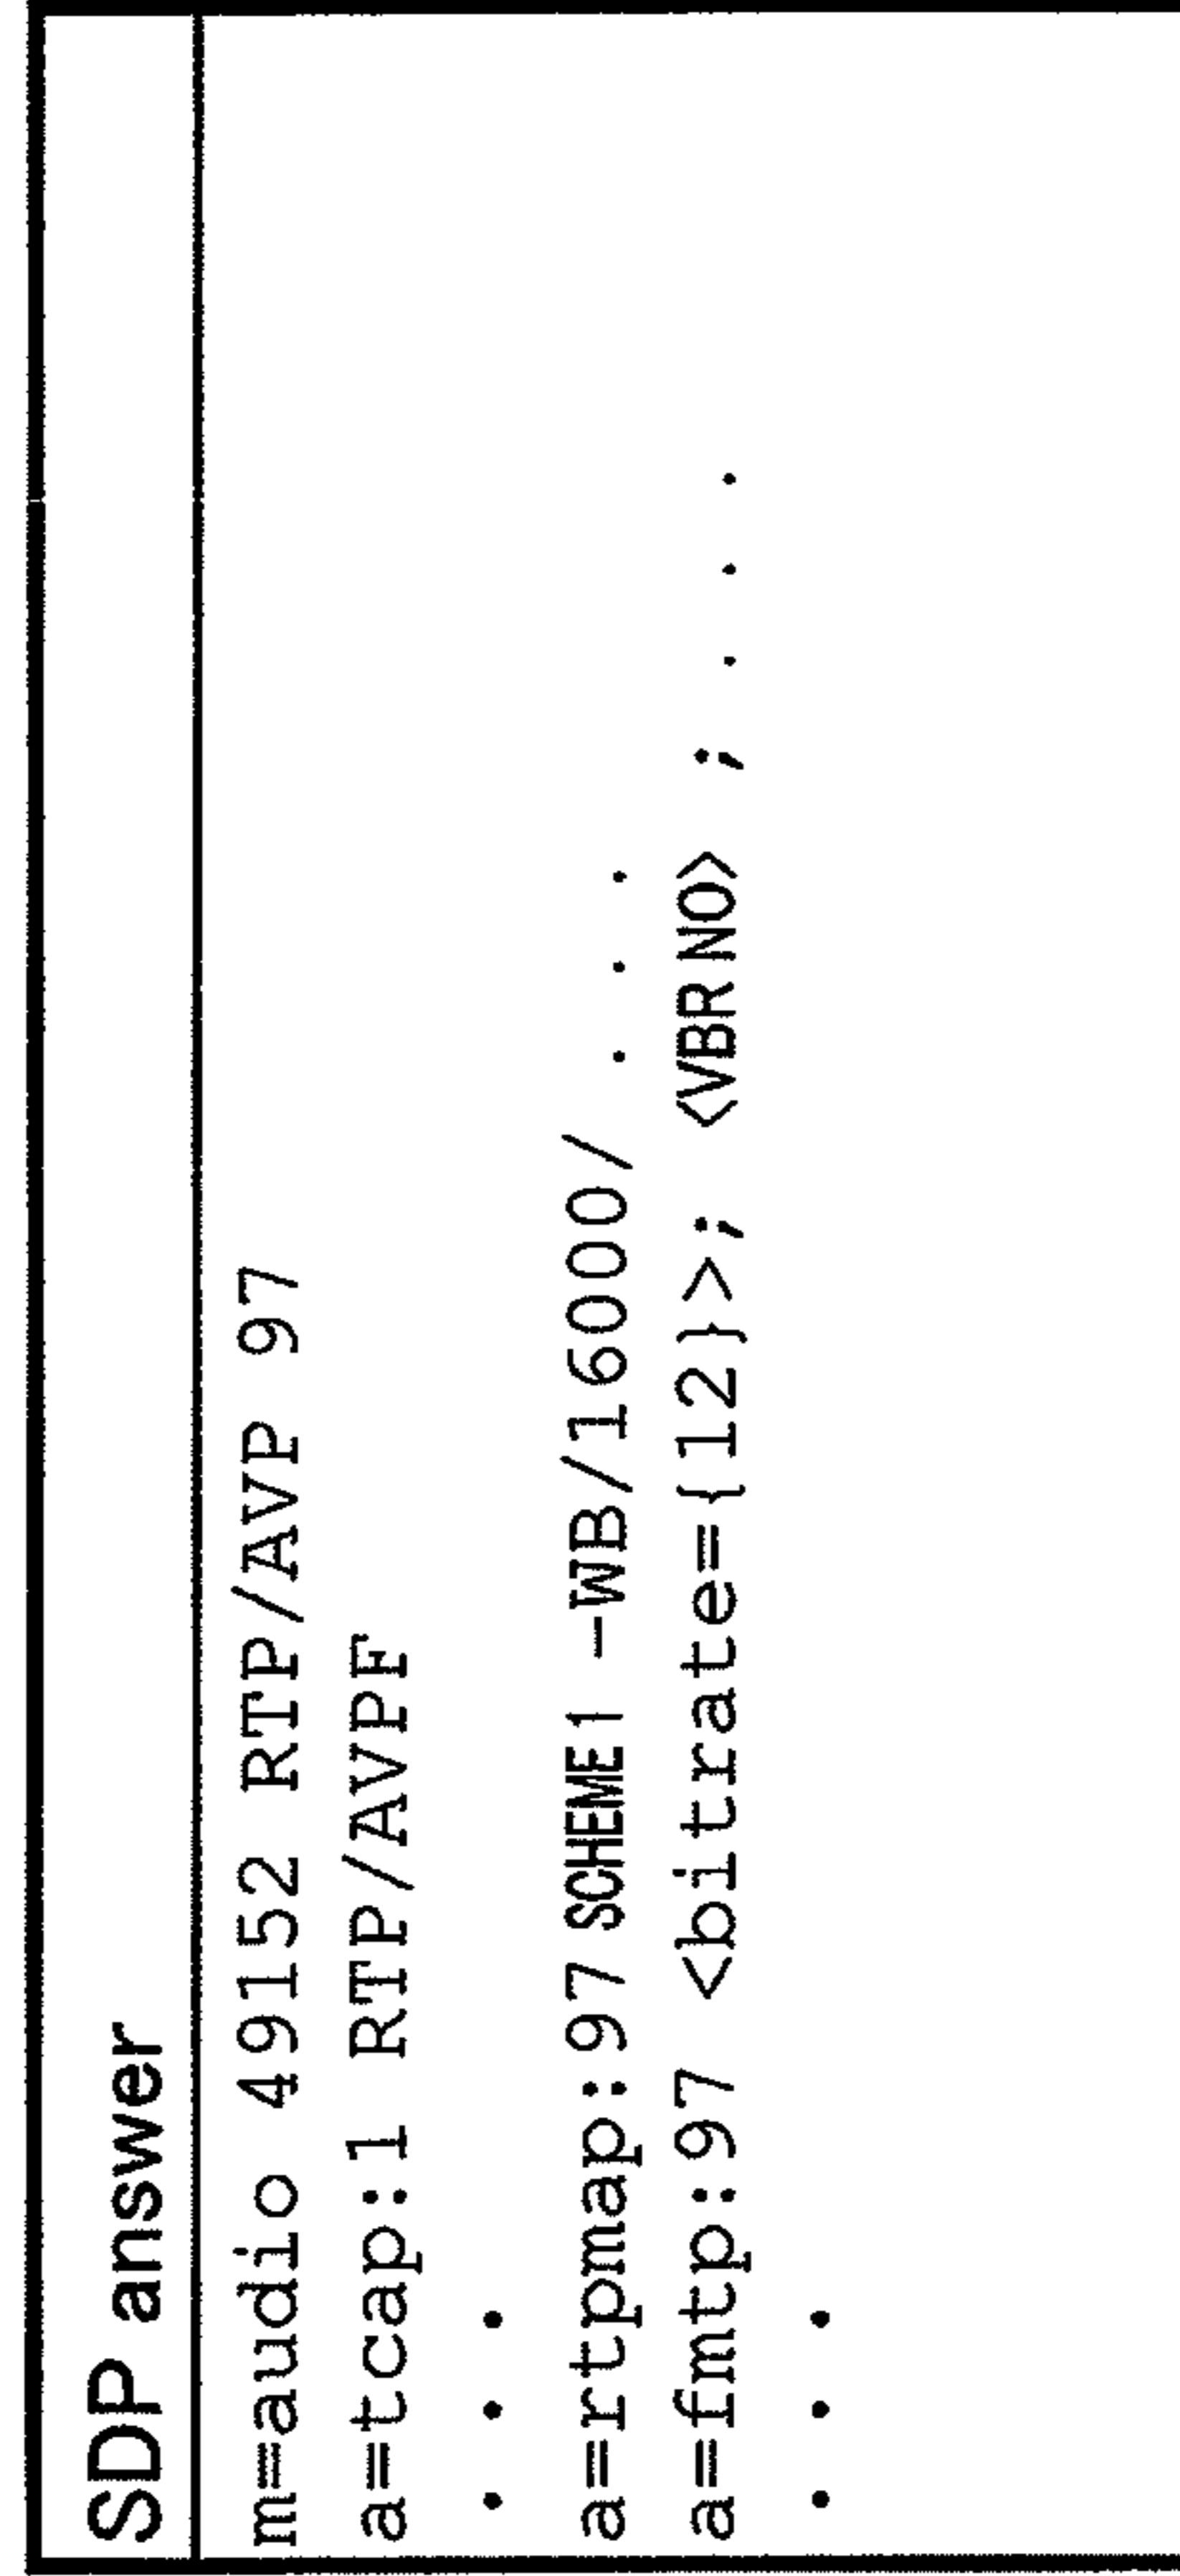 SDP answer
m=audio 49152 RTP/AVP 97
a=tcap:1 RTP/AVPF
. . .
a=rtpmap:97 SCHEME1 -WB/16000/ . . .
a=fmtp:97 <bitrate={12}>; <VBR NO> ; . . .
. . .